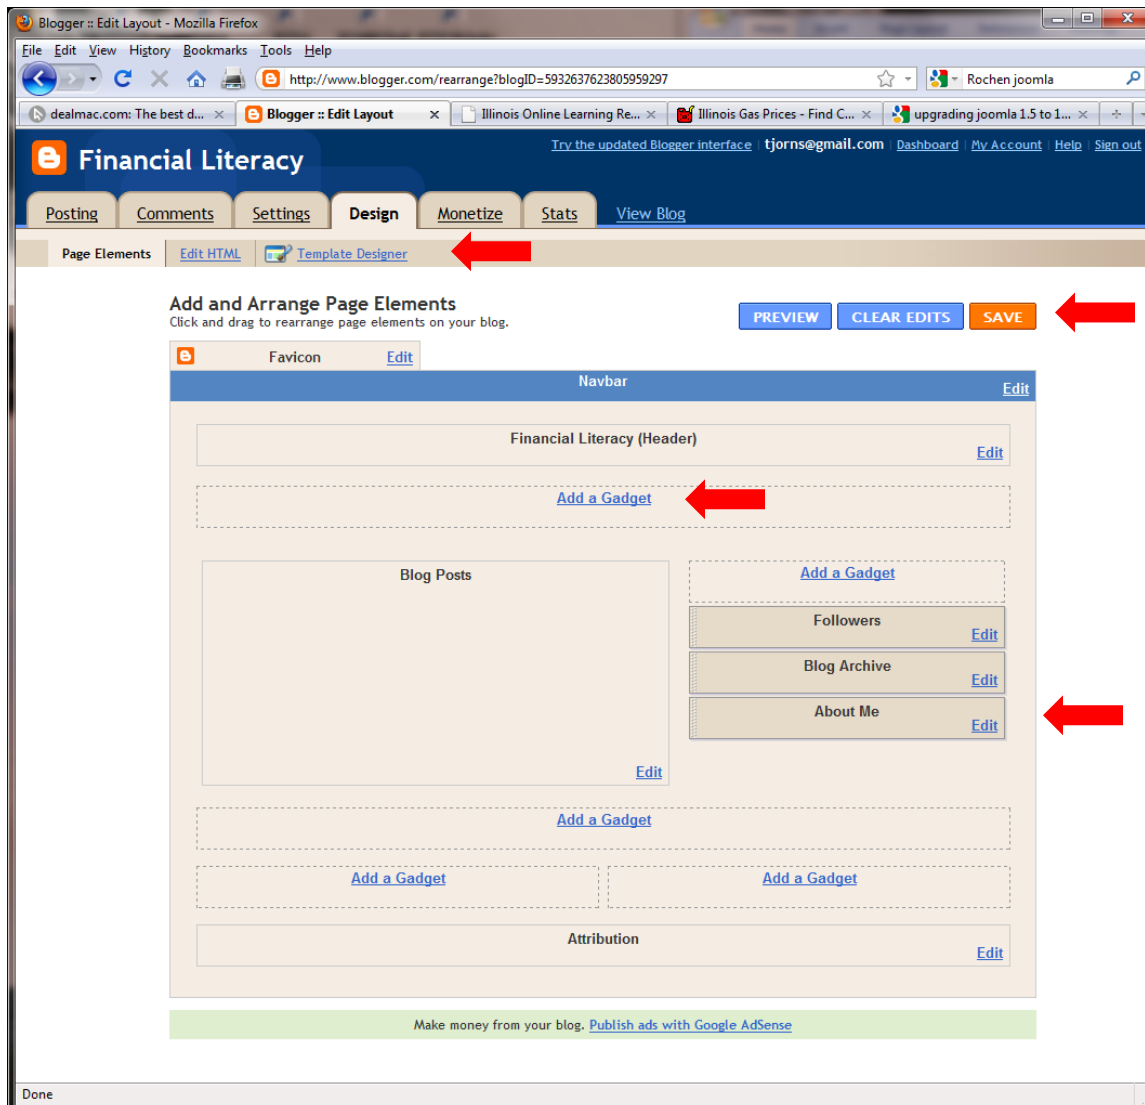 Blogger :: Edit Layout - Mozilla Firefox
File Edit View History Bookmarks Tools Help
http://www.blogger.com/rearrange?blogID=5932637623805959297 Rochen joomla
dealmac.com: The best d... Blogger :: Edit Layout Illinois Online Learning Re... Illinois Gas Prices - Find C... upgrading joomla 1.5 to 1...
Try the updated Blogger interface | tjorns@gmail.com | Dashboard | My Account | Help | Sign out
Financial Literacy
Posting Comments Settings Design Monetize Stats View Blog
Page Elements Edit HTML Template Designer
Add and Arrange Page Elements
Click and drag to rearrange page elements on your blog.
PREVIEW CLEAR EDITS SAVE
Favicon Edit
Navbar
Edit
Financial Literacy (Header)
Edit
Add a Gadget
Blog Posts
Edit
Add a Gadget
Followers
Edit
Blog Archive
Edit
About Me
Edit
Add a Gadget
Add a Gadget Add a Gadget
Attribution
Edit
Make money from your blog. Publish ads with Google AdSense
Done